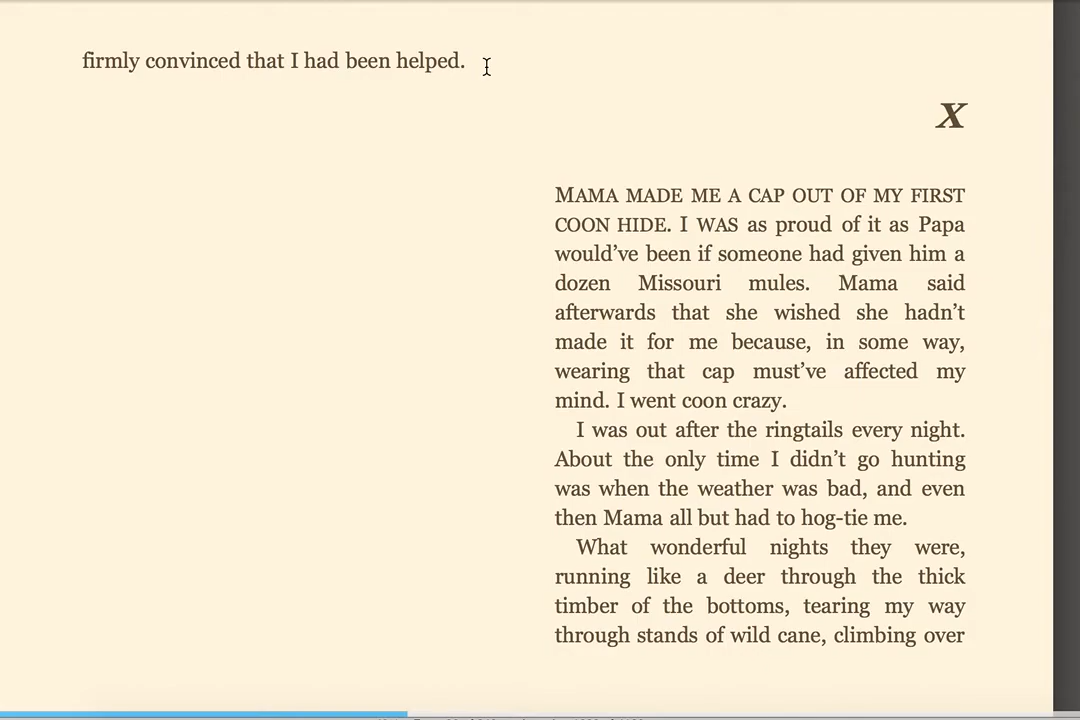 firmly convinced that I had been helped.
X
MAMA MADE ME A CAP OUT OF MY FIRST
COON HIDE. I WAS as proud of it as Papa
would’ve been if someone had given him a
dozen Missouri mules. Mama said
afterwards that she wished she hadn’t
made it for me because, in some way,
wearing that cap must’ve affected my
mind. I went coon crazy.
I was out after the ringtails every night.
About the only time I didn’t go hunting
was when the weather was bad, and even
then Mama all but had to hog-tie me.
What wonderful nights they were,
running like a deer through the thick
timber of the bottoms, tearing my way
through stands of wild cane, climbing over